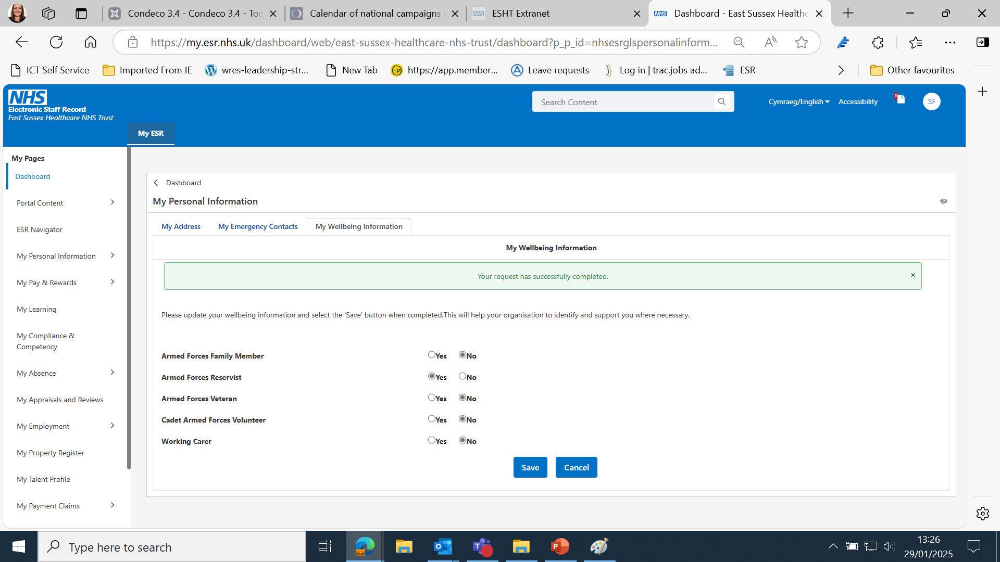 Condeco 3.4 - Condeco 3.4 - Tod
Calendar of national campaigns
NHS ESHT Extranet
NHS Dashboard - East Sussex Healthc
https://my.esr.nhs.uk/dashboard/web/east-sussex-healthcare-nhs-trust/dashboard?p_p_id=nhsesrglspersonalinform...
ICT Self Service
Imported From IE
wres-leadership-str...
New Tab
https://app.member...
Leave requests
Log in | trac.jobs ad...
ESR
Other favourites
NHS
Electronic Staff Record
East Sussex Healthcare NHS Trust
Search Content
Cymraeg/English
Accessibility
1
SF
My ESR
My Pages
Dashboard
Portal Content
ESR Navigator
My Personal Information
My Pay & Rewards
My Learning
My Compliance &
Competency
My Absence
My Appraisals and Reviews
My Employment
My Property Register
My Talent Profile
My Payment Claims
Dashboard
My Personal Information
My Address
My Emergency Contacts
My Wellbeing Information
My Wellbeing Information
Your request has successfully completed.
×
Please update your wellbeing information and select the 'Save' button when completed.This will help your organisation to identify and support you where necessary.
Armed Forces Family Member Yes No
Armed Forces Reservist Yes No
Armed Forces Veteran Yes No
Cadet Armed Forces Volunteer Yes No
Working Carer Yes No
Save
Cancel
Type here to search
13:26
29/01/2025